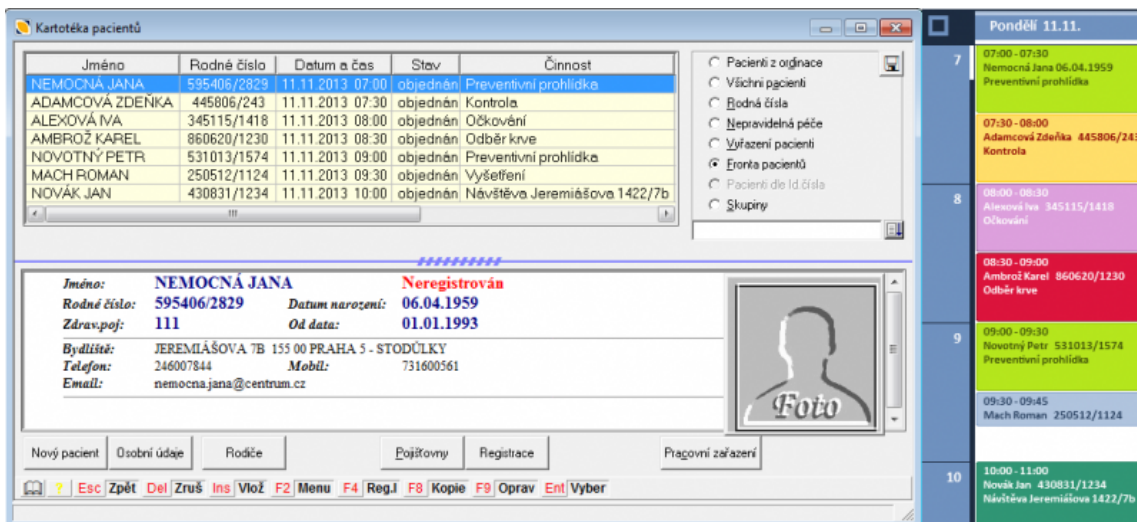 Kartotéka pacientů
Jméno Rodné číslo Datum a čas Stav Činnost
NEMOCNÁ JANA 595406/2829 11.11.2013 07:00 objednán Preventivní prohlídka
ADAMCOVÁ ZDEŇKA 445806/243 11.11.2013 07:30 objednán Kontrola
ALEXOVÁ IVA 345115/1418 11.11.2013 08:00 objednán Očkování
AMBROŽ KAREL 860620/1230 11.11.2013 08:30 objednán Odběr krve
NOVOTNÝ PETR 531013/1574 11.11.2013 09:00 objednán Preventivní prohlídka
MACH ROMAN 250512/1124 11.11.2013 09:30 objednán Vyšetření
NOVÁK JAN 430831/1234 11.11.2013 10:00 objednán Návštěva Jeremiášova 1422/7b
Pacienti z ordinace
Všichni pacienti
Rodná čísla
Nepravidelná péče
Vyřazení pacienti
Fronta pacientů
Pacienti dle Id.čísla
Skupiny
Jméno: NEMOCNÁ JANA Neregistrován
Rodné číslo: 595406/2829 Datum narození: 06.04.1959
Zdrav.poj: 111 Od data: 01.01.1993
Bydliště: JEREMIÁŠOVA 7B 155 00 PRAHA 5 - STODŮLKY
Telefon: 246007844 Mobil: 731600561
Email: nemocna.jana@centrum.cz
Foto
Nový pacient Osobní údaje Rodiče Pojišťovny Registrace Pracovní zařazení
? Esc Zpět Del Zruš Ins Vlož F2 Menu F4 Reg.l F8 Kopie F9 Oprav Ent Vyber
Pondělí 11.11.
7
07:00 - 07:30
Nemocná Jana 06.04.1959
Preventivní prohlídka
07:30 - 08:00
Adamcová Zdeňka 445806/243
Kontrola
8
08:00 - 08:30
Alexová Iva 345115/1418
Očkování
08:30 - 09:00
Ambrož Karel 860620/1230
Odběr krve
9
09:00 - 09:30
Novotný Petr 531013/1574
Preventivní prohlídka
09:30 - 09:45
Mach Roman 250512/1124
10
10:00 - 11:00
Novák Jan 430831/1234
Návštěva Jeremiášova 1422/7b